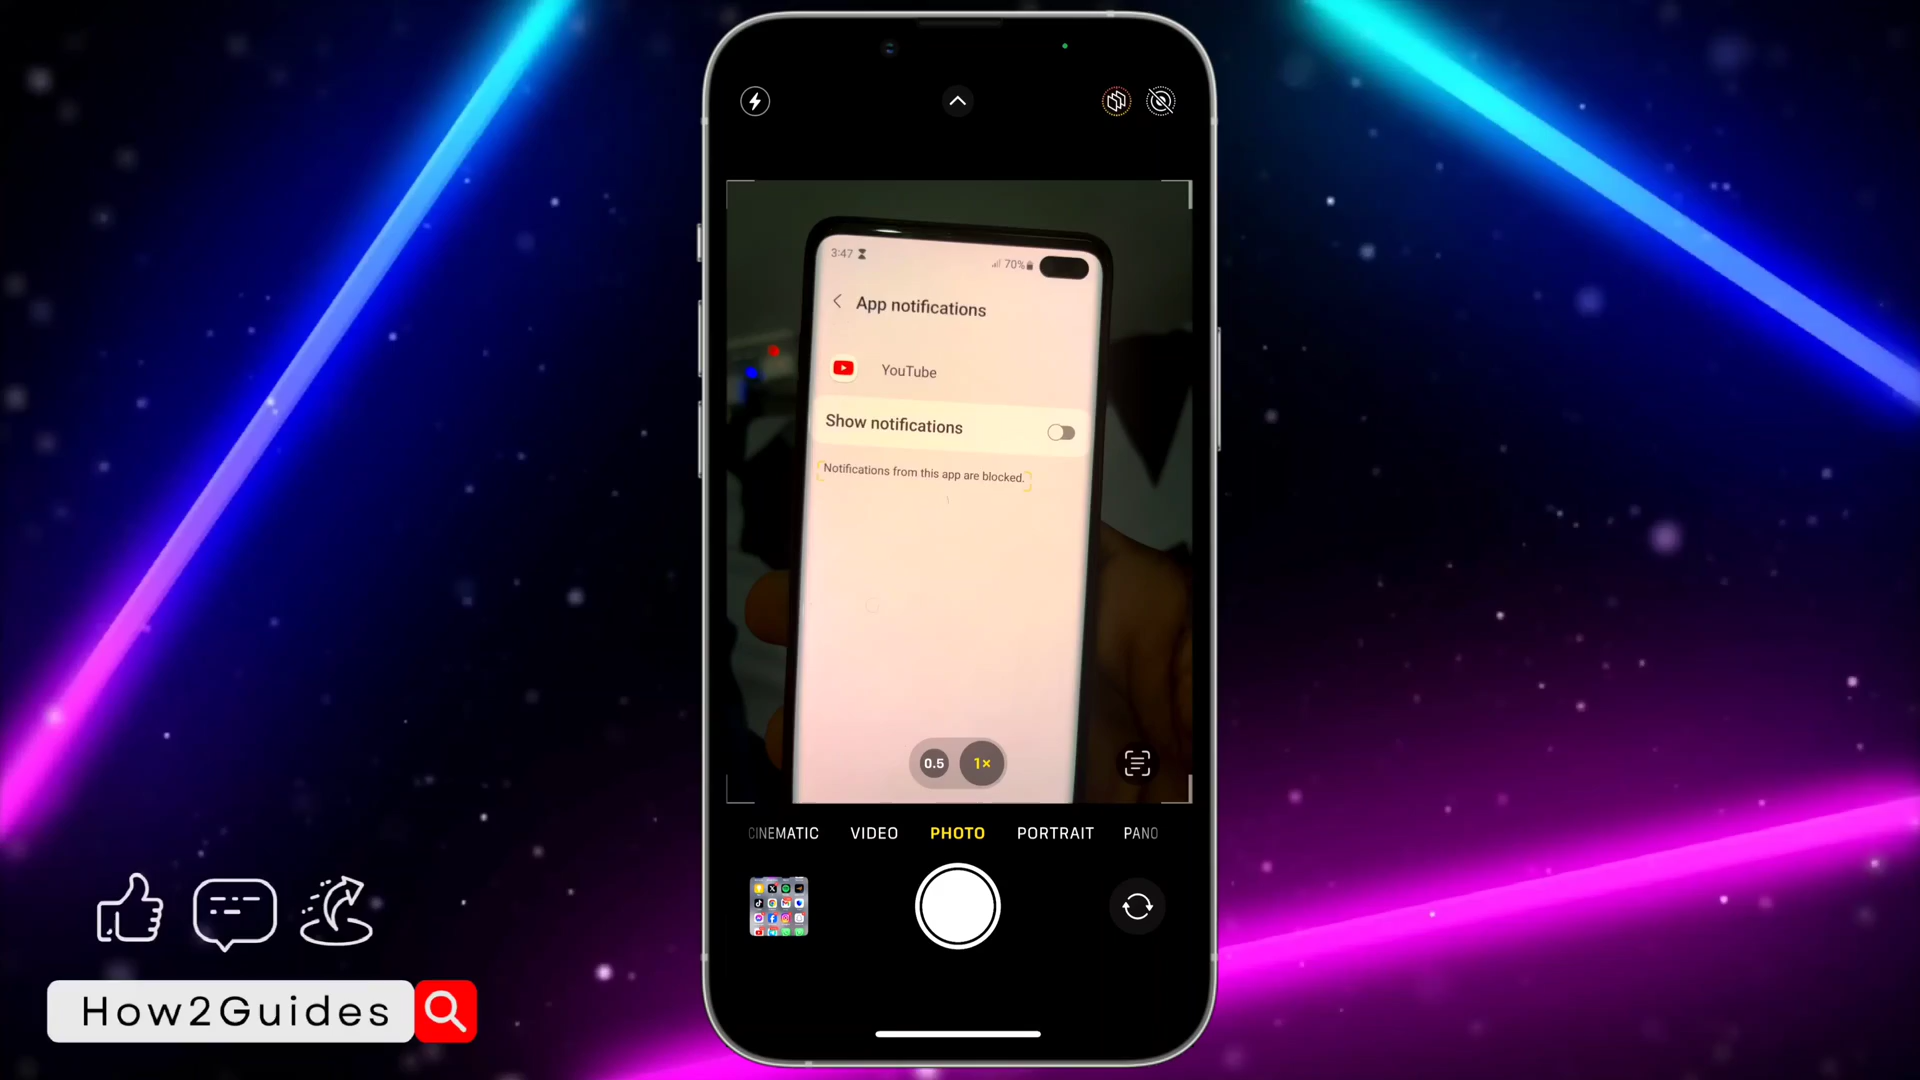 3:47
70%
App notifications
YouTube
Show notifications
Notifications from this app are blocked.
0.5
1×
CINEMATIC
VIDEO
PHOTO
PORTRAIT
PANO
How2Guides